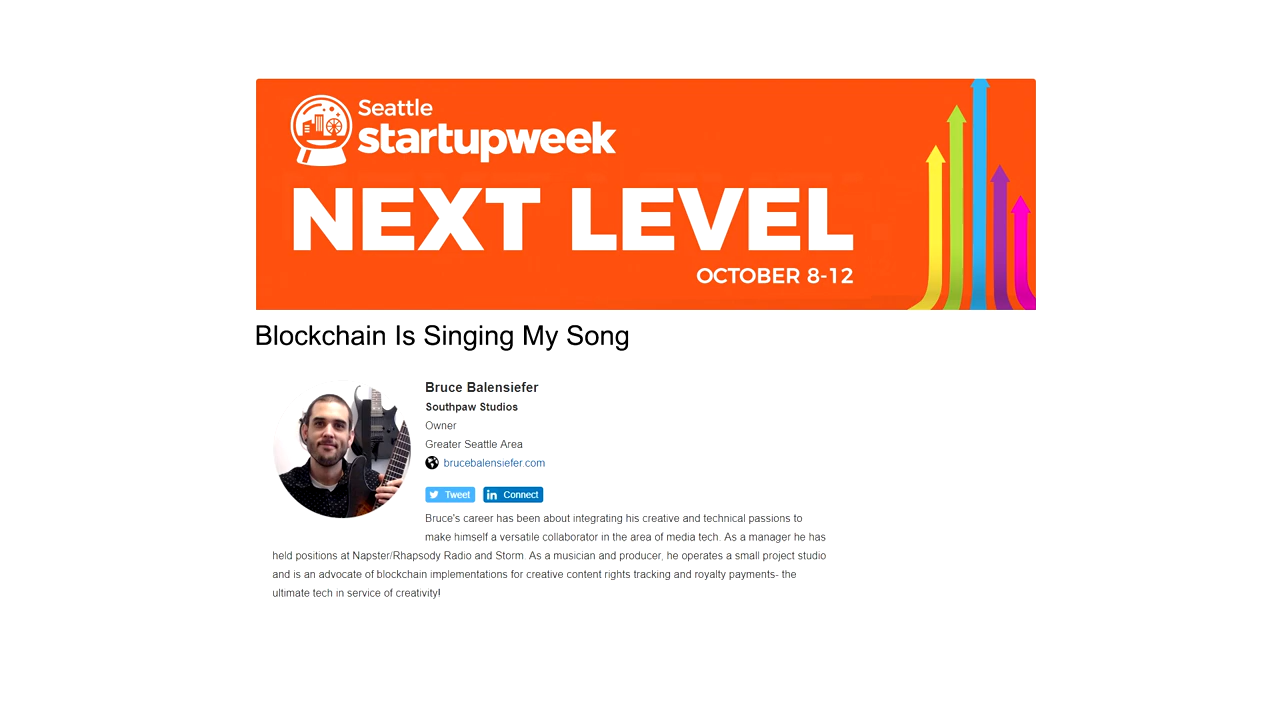 Seattle
startupweek
NEXT LEVEL
OCTOBER 8-12
Blockchain Is Singing My Song
Bruce Balensiefer
Southpaw Studios
Owner
Greater Seattle Area
brucebalensiefer.com
Tweet Connect
Bruce's career has been about integrating his creative and technical passions to
make himself a versatile collaborator in the area of media tech. As a manager he has
held positions at Napster/Rhapsody Radio and Storm. As a musician and producer, he operates a small project studio
and is an advocate of blockchain implementations for creative content rights tracking and royalty payments- the
ultimate tech in service of creativity!